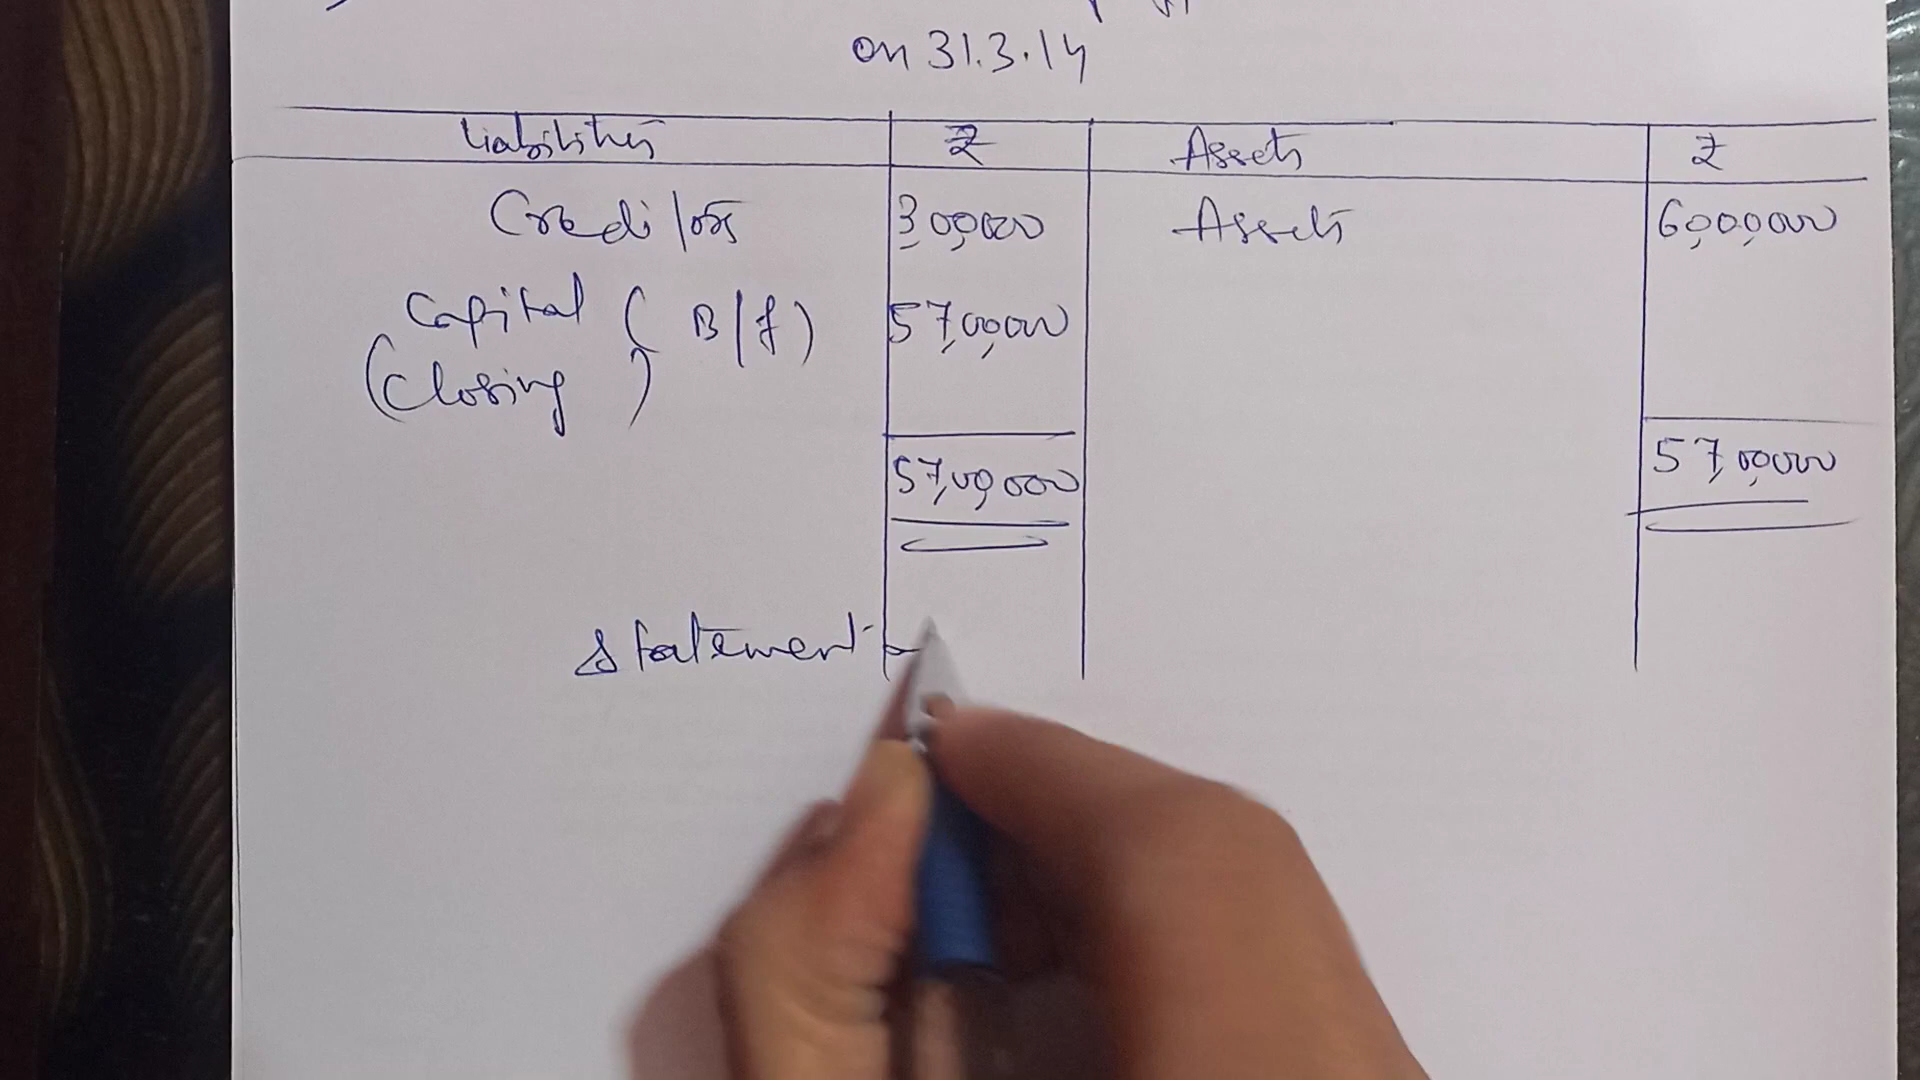 on 31.3.14
Liabilities ₹ Assets ₹
Creditors 3,00,000 Assets 6,00,000
Capital (B/f) 57,00,000
(Closing)
57,00,000 57,00,000
Statement